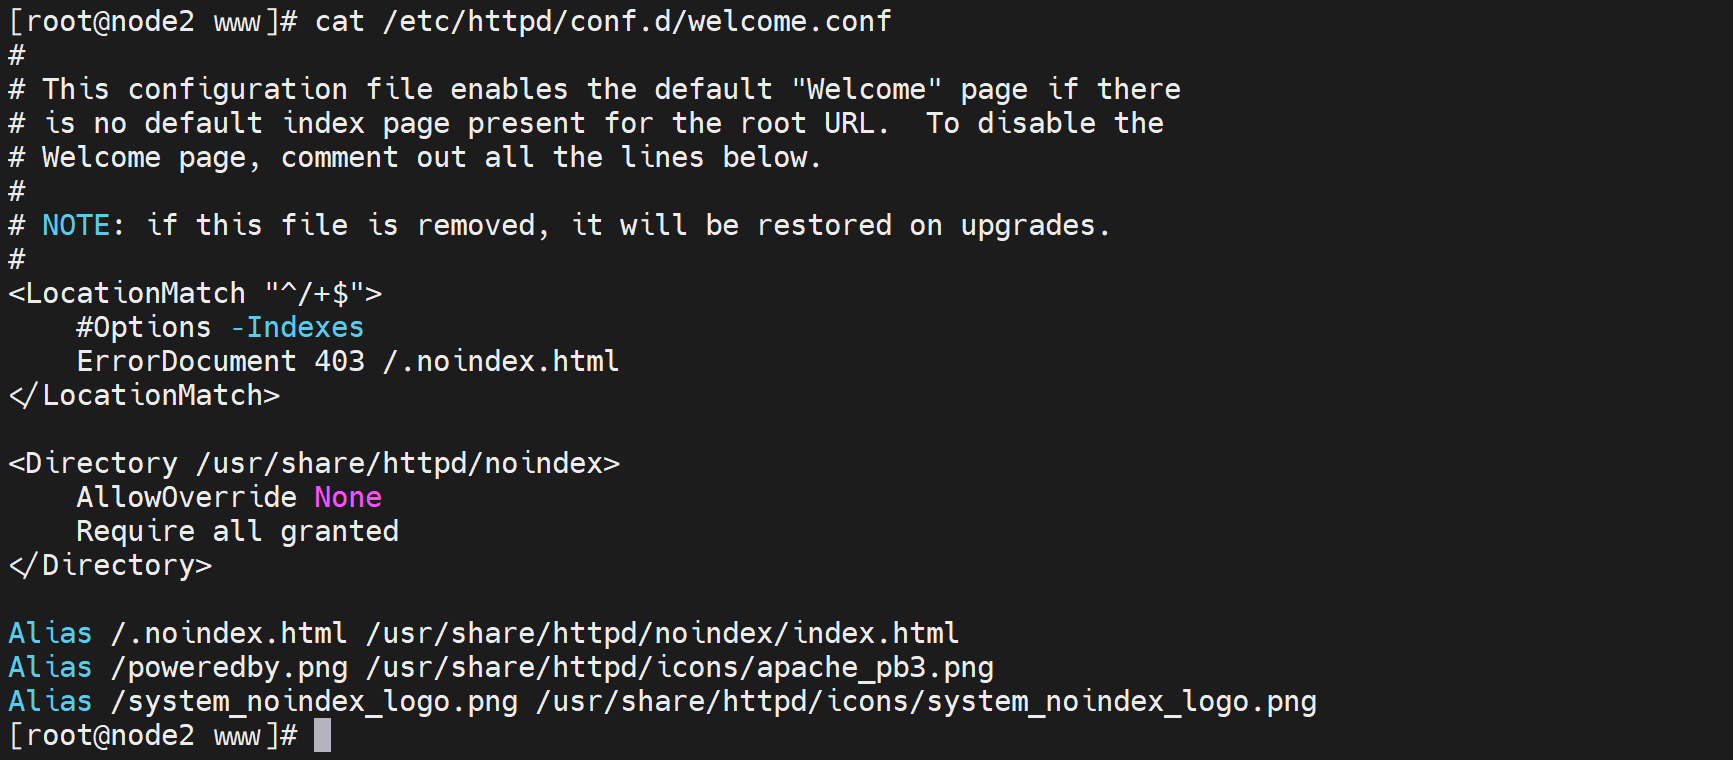 [root@node2 www]# cat /etc/httpd/conf.d/welcome.conf
#
# This configuration file enables the default "Welcome" page if there
# is no default index page present for the root URL.  To disable the
# Welcome page, comment out all the lines below.
#
# NOTE: if this file is removed, it will be restored on upgrades.
#
<LocationMatch "^/+$">
    #Options -Indexes
    ErrorDocument 403 /.noindex.html
</LocationMatch>

<Directory /usr/share/httpd/noindex>
    AllowOverride None
    Require all granted
</Directory>

Alias /.noindex.html /usr/share/httpd/noindex/index.html
Alias /poweredby.png /usr/share/httpd/icons/apache_pb3.png
Alias /system_noindex_logo.png /usr/share/httpd/icons/system_noindex_logo.png
[root@node2 www]#